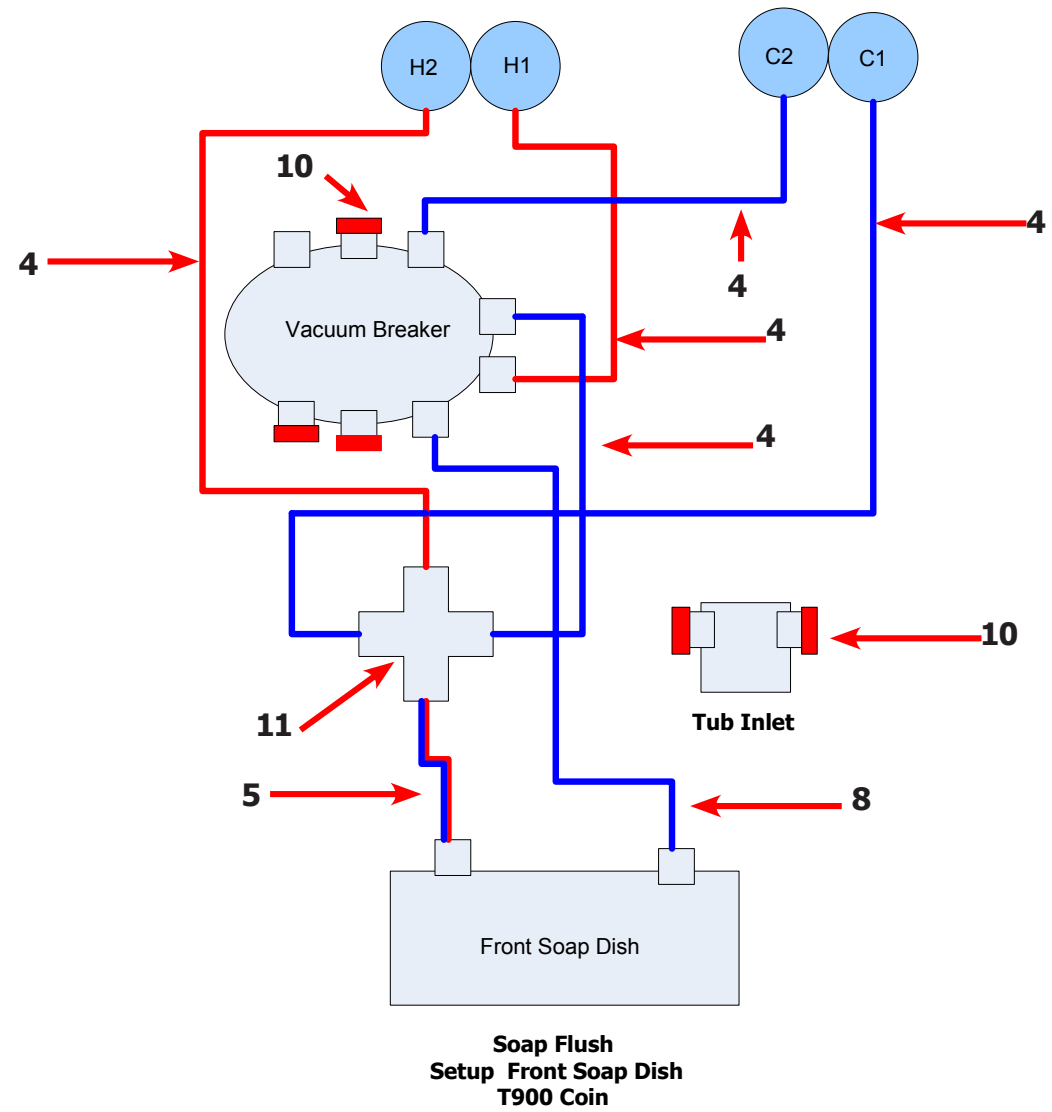 H2
H1
C2
C1
10
4
4
4
Vacuum Breaker
4
4
10
11
Tub Inlet
5
8
Front Soap Dish
Soap Flush
Setup Front Soap Dish
T900 Coin